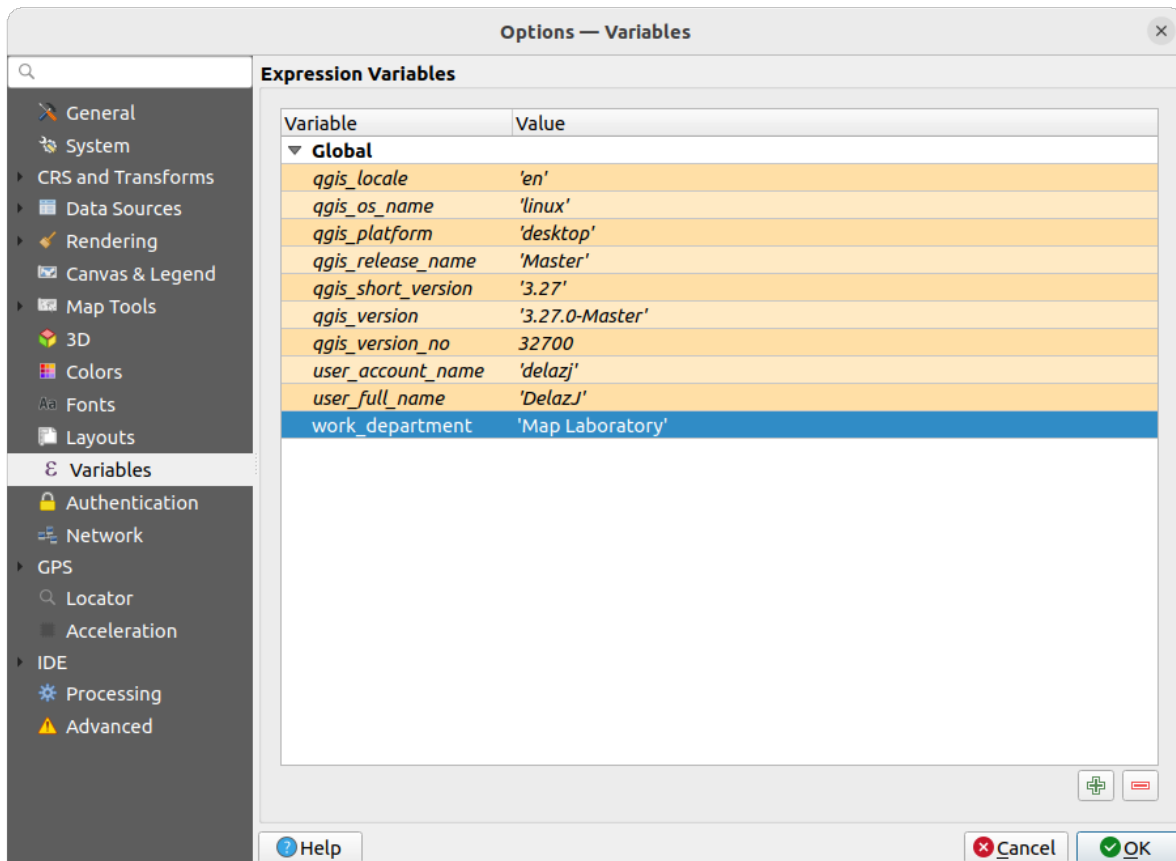 Options — Variables
Expression Variables
General
System
CRS and Transforms
Data Sources
Rendering
Canvas & Legend
Map Tools
3D
Colors
Aa Fonts
Layouts
ε Variables
Authentication
Network
GPS
Locator
Acceleration
IDE
Processing
Advanced
Variable Value
Global
qgis_locale 'en'
qgis_os_name 'linux'
qgis_platform 'desktop'
qgis_release_name 'Master'
qgis_short_version '3.27'
qgis_version '3.27.0-Master'
qgis_version_no 32700
user_account_name 'delazj'
user_full_name 'DelazJ'
work_department 'Map Laboratory'
Help Cancel OK